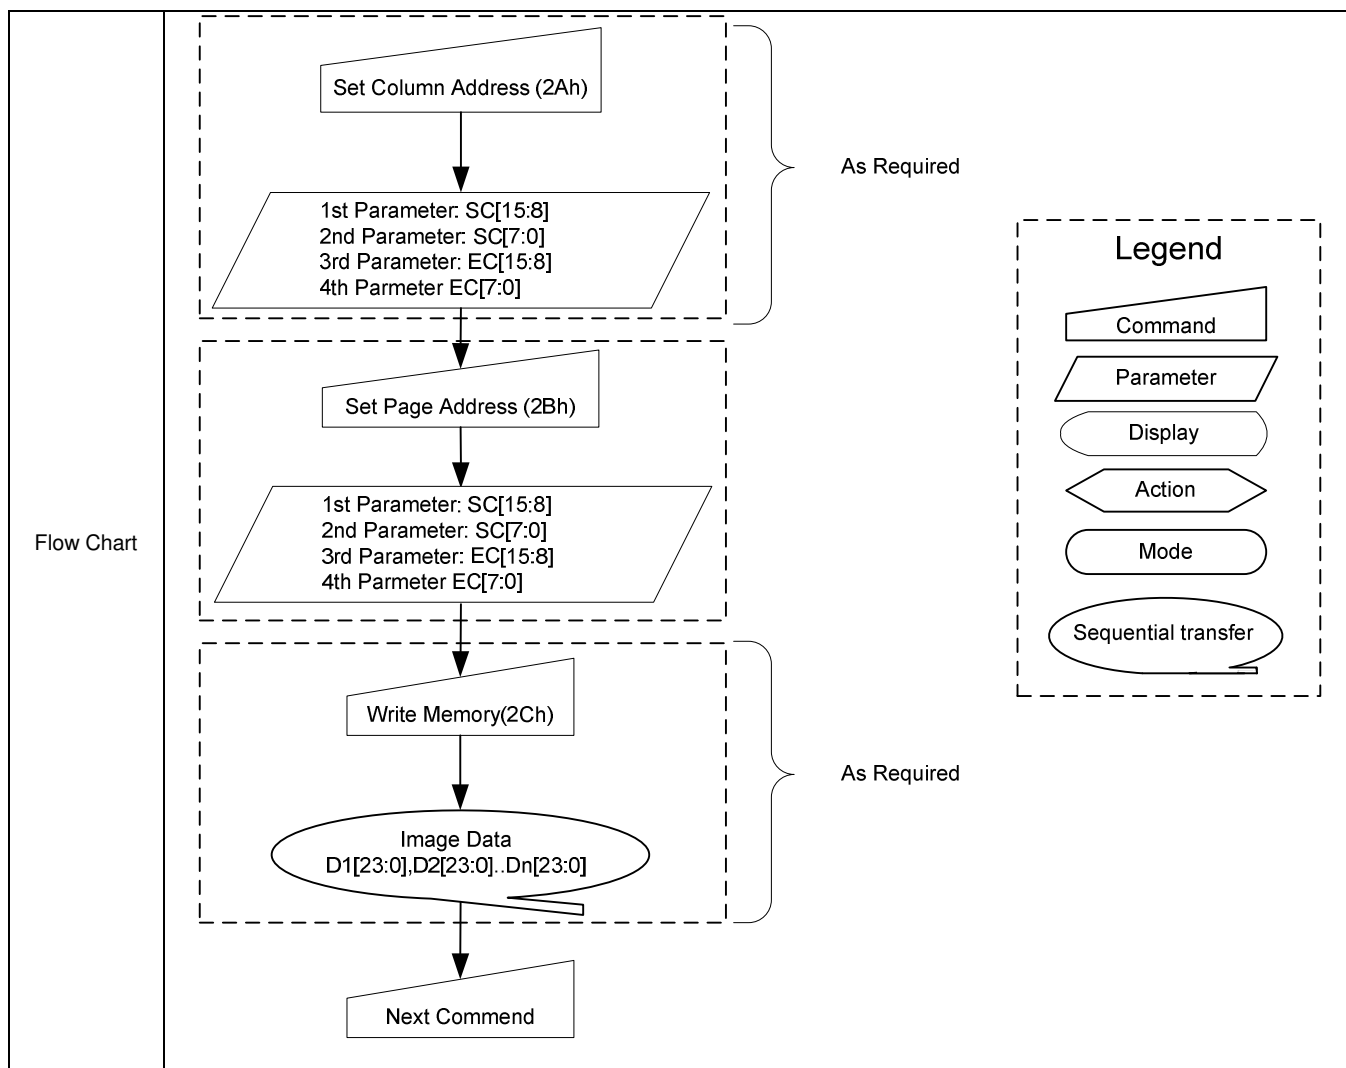 Flow Chart
Set Column Address (2Ah)
1st Parameter: SC[15:8]
2nd Parameter: SC[7:0]
3rd Parameter: EC[15:8]
4th Parmeter EC[7:0]
As Required
Set Page Address (2Bh)
1st Parameter: SC[15:8]
2nd Parameter: SC[7:0]
3rd Parameter: EC[15:8]
4th Parmeter EC[7:0]
Write Memory(2Ch)
Image Data
D1[23:0],D2[23:0]..Dn[23:0]
As Required
Next Commend
Legend
Command
Parameter
Display
Action
Mode
Sequential transfer